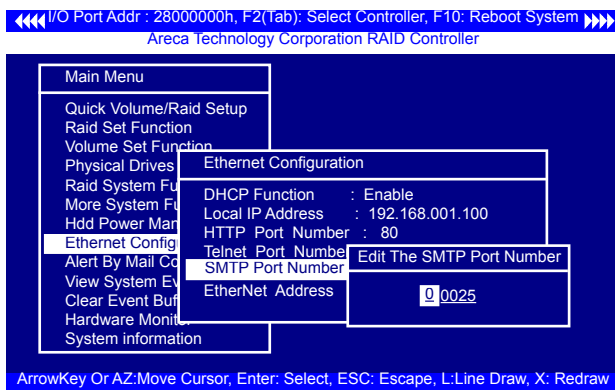 I/O Port Addr : 28000000h, F2(Tab): Select Controller, F10: Reboot System
Areca Technology Corporation RAID Controller
Main Menu
Quick Volume/Raid Setup
Raid Set Function
Volume Set Function
Physical Drives
Raid System Fu
More System Fu
Hdd Power Man
Ethernet Config
Alert By Mail Co
View System Ev
Clear Event Buf
Hardware Monit
System information
Ethernet Configuration
DHCP Function : Enable
Local IP Address : 192.168.001.100
HTTP Port Number : 80
Telnet Port Number
SMTP Port Number
EtherNet Address
Edit The SMTP Port Number
0 0025
ArrowKey Or AZ:Move Cursor, Enter: Select, ESC: Escape, L:Line Draw, X: Redraw